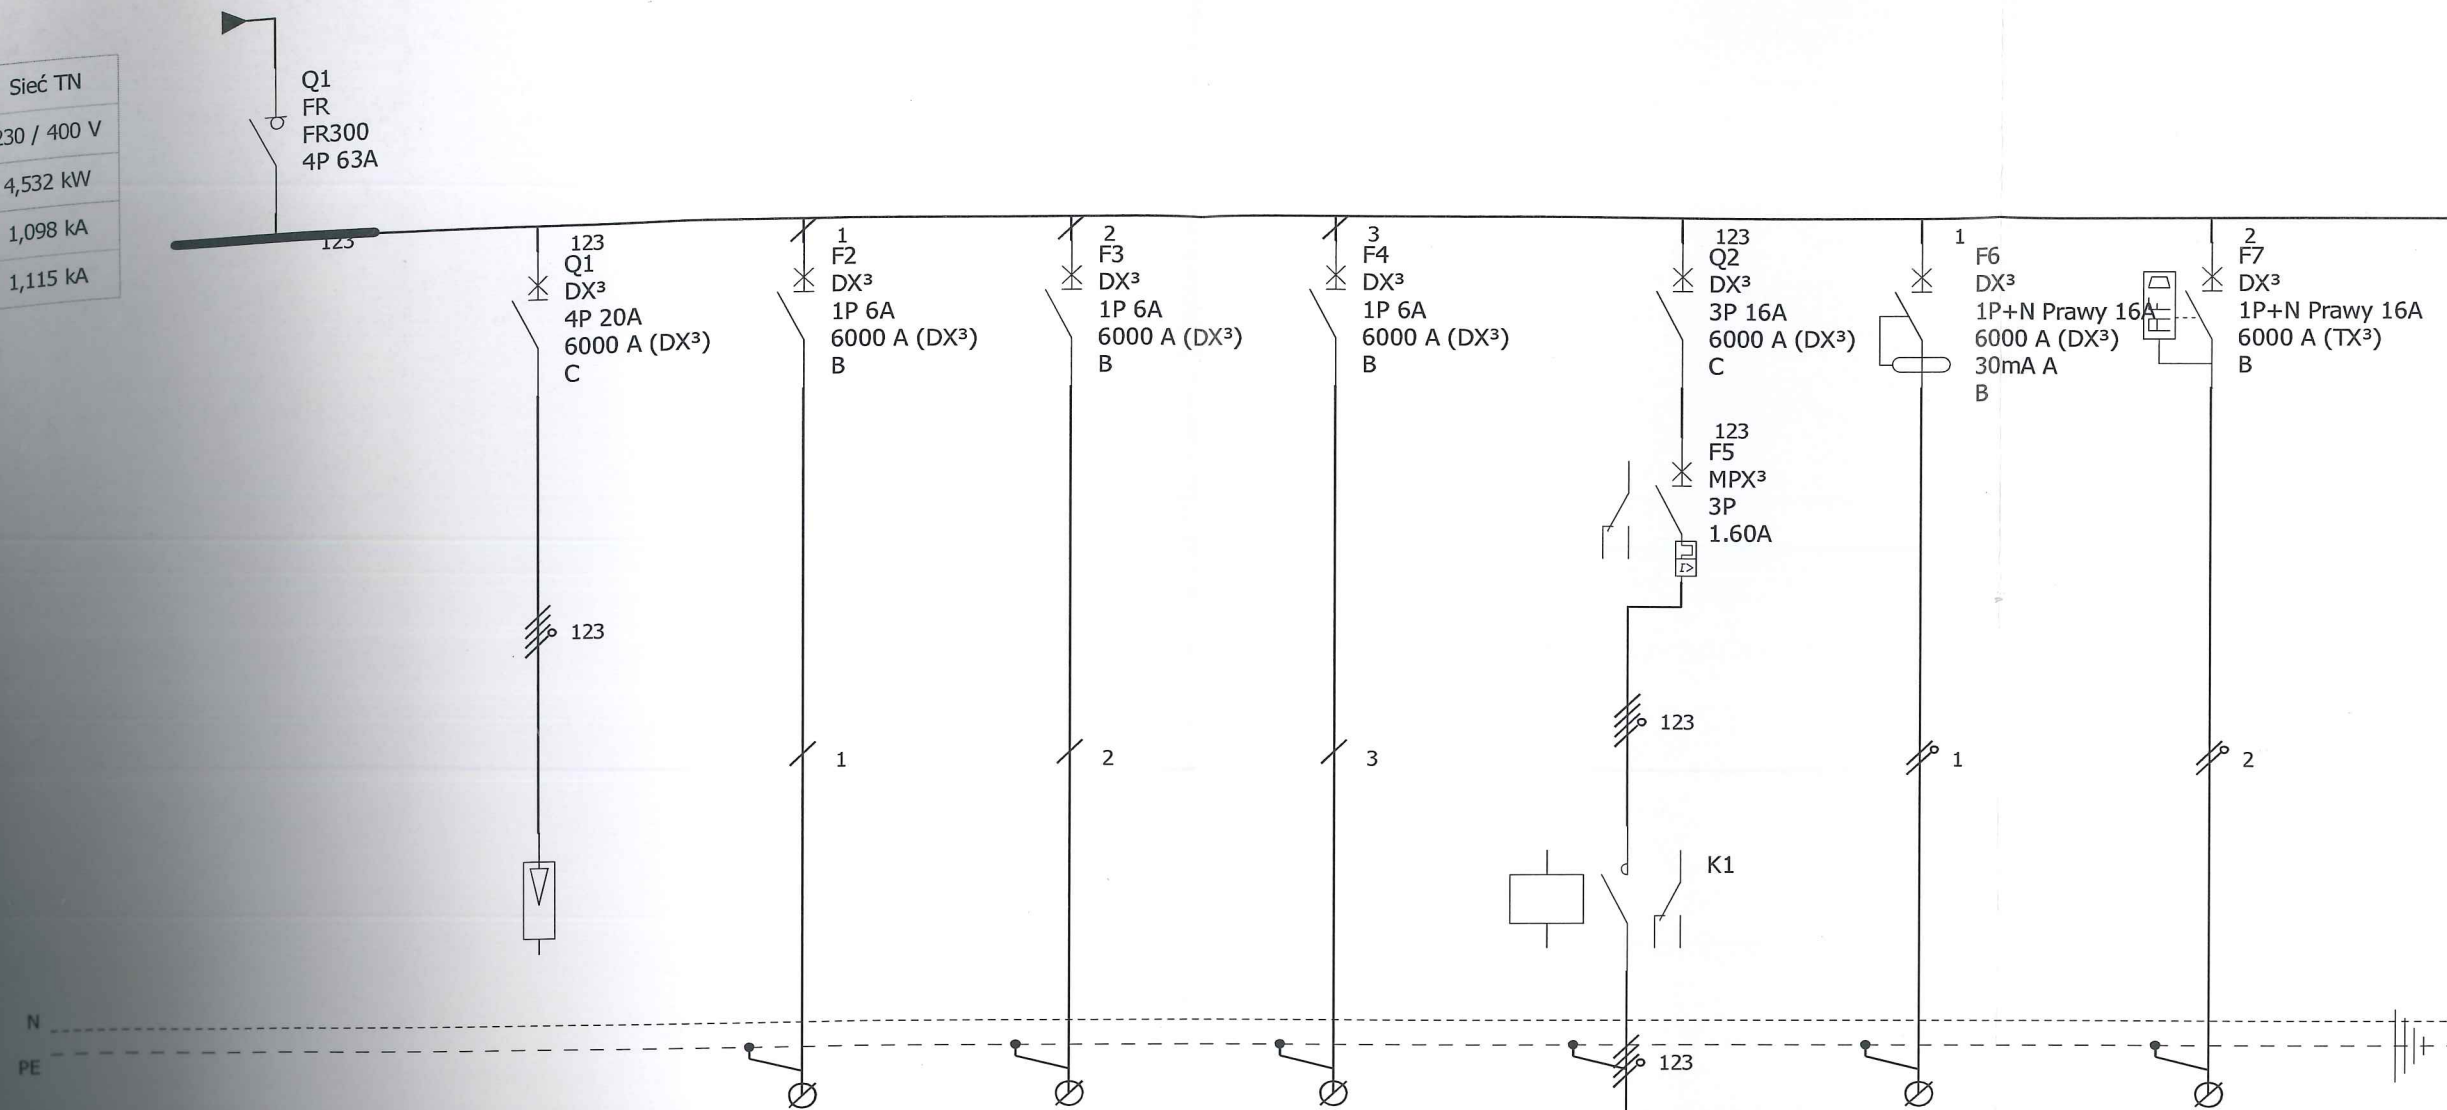 Sieć TN
230 / 400 V
4,532 kW
1,098 kA
1,115 kA
Q1
FR
FR300
4P 63A
123
123
Q1
DX³
4P 20A
6000 A (DX³)
C
123
1
F2
DX³
1P 6A
6000 A (DX³)
B
1
2
F3
DX³
1P 6A
6000 A (DX³)
B
2
3
F4
DX³
1P 6A
6000 A (DX³)
B
3
123
Q2
DX³
3P 16A
6000 A (DX³)
C
123
F5
MPX³
3P
1.60A
I>
123
K1
123
1
F6
DX³
1P+N Prawy 16A
6000 A (DX³)
30mA A
B
1
2
F7
DX³
1P+N Prawy 16A
6000 A (TX³)
B
2
N
PE